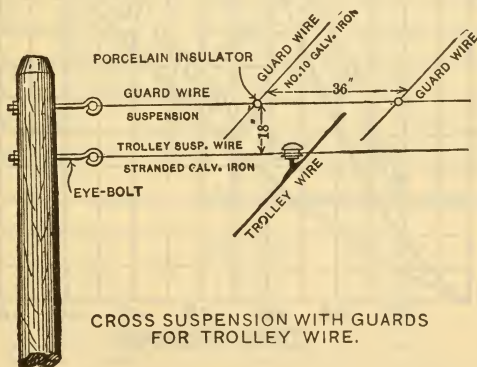 PORCELAIN INSULATOR
GUARD WIRE
NO. 10 GALV. IRON
GUARD WIRE
GUARD WIRE
SUSPENSION
36"
18"
TROLLEY SUSP. WIRE
STRANDED GALV. IRON
EYE-BOLT
TROLLEY WIRE
CROSS SUSPENSION WITH GUARDS
FOR TROLLEY WIRE.